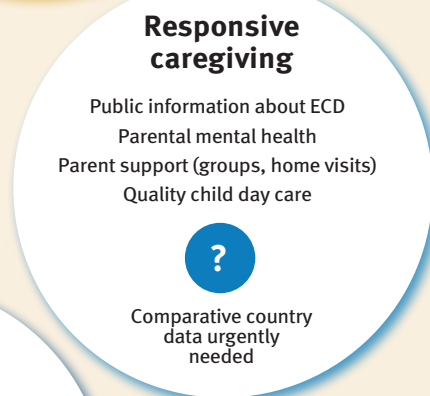 Responsive
caregiving
Public information about ECD
Parental mental health
Parent support (groups, home visits)
Quality child day care
?
Comparative country
data urgently
needed